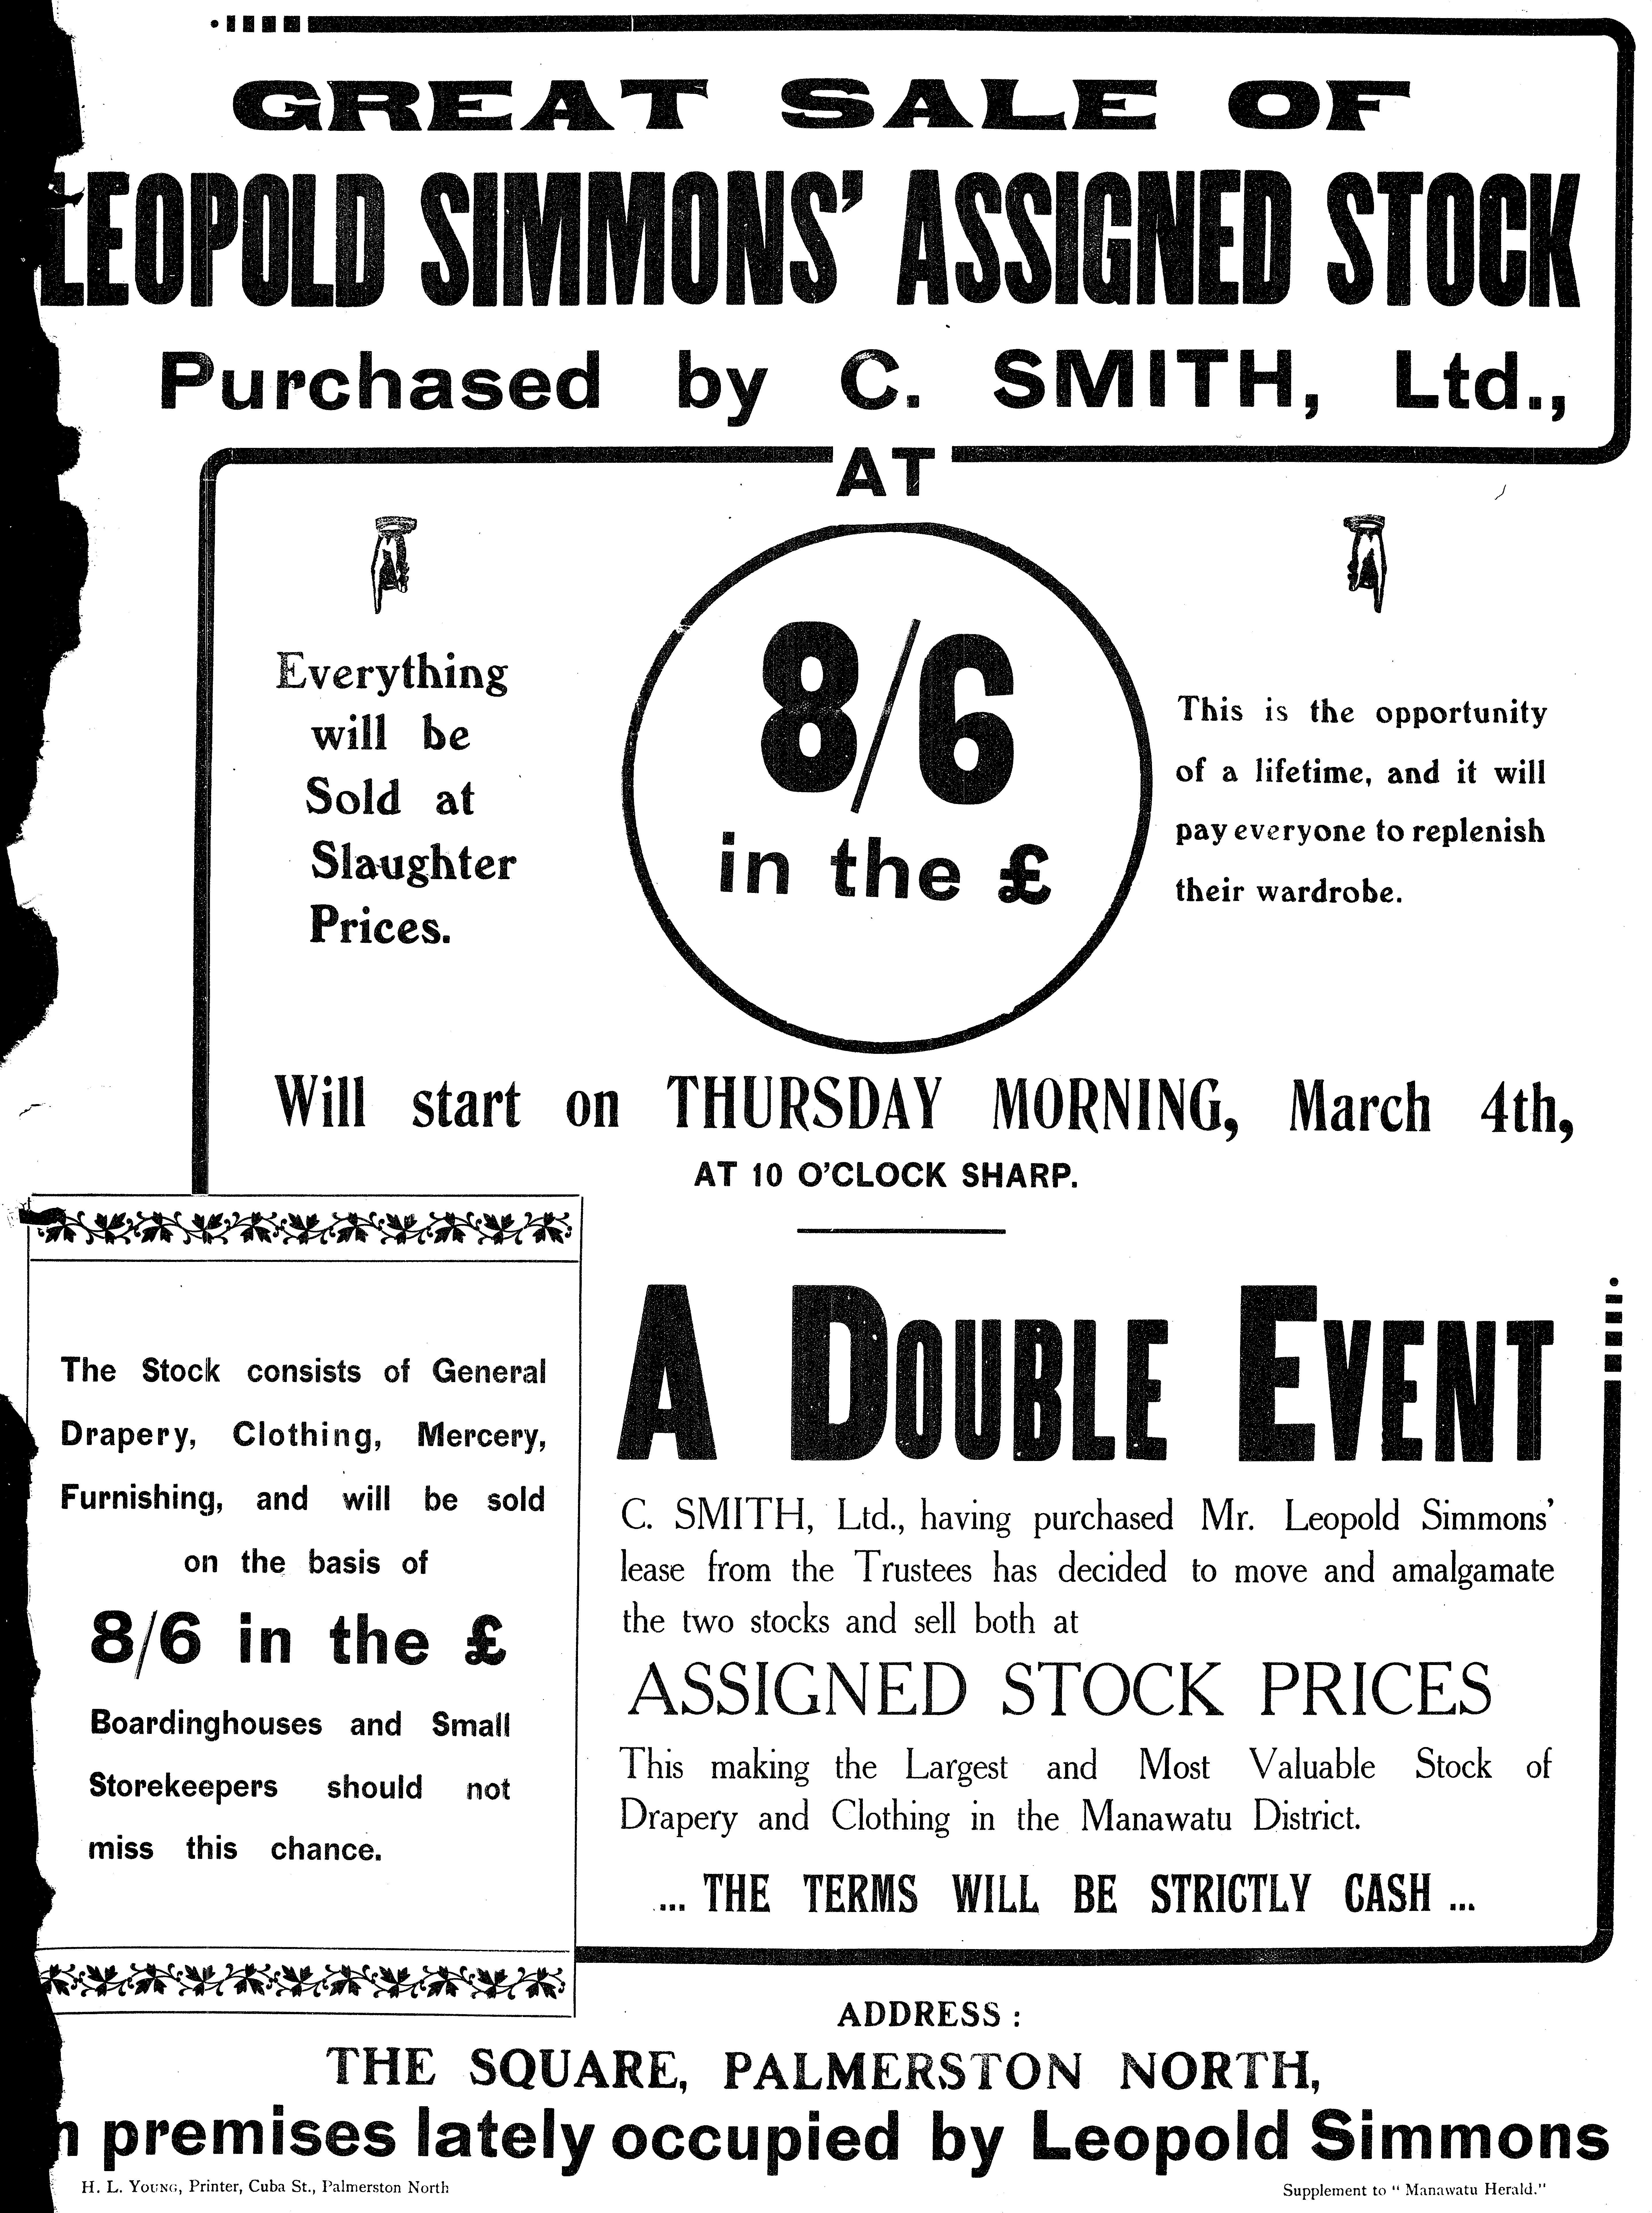 GREAT SALE OF
LEOPOLD SIMMONS' ASSIGNED STOCK
Purchased by C. SMITH, Ltd.,
AT
Everything
will be
Sold at
Slaughter
Prices.
8/6
in the £
This is the opportunity
of a lifetime, and it will
pay everyone to replenish
their wardrobe.
Will start on THURSDAY MORNING, March 4th,
AT 10 O'CLOCK SHARP.
The Stock consists of General
Drapery, Clothing, Mercery,
Furnishing, and will be sold
on the basis of
8/6 in the £
Boardinghouses and Small
Storekeepers should not
miss this chance.
A DOUBLE EVENT
C. SMITH, Ltd., having purchased Mr. Leopold Simmons'
lease from the Trustees has decided to move and amalgamate
the two stocks and sell both at
ASSIGNED STOCK PRICES
This making the Largest and Most Valuable Stock of
Drapery and Clothing in the Manawatu District.
... THE TERMS WILL BE STRICTLY CASH ...
ADDRESS:
THE SQUARE, PALMERSTON NORTH,
premises lately occupied by Leopold Simmons
H. L. YOUNG, Printer, Cuba St., Palmerston North
Supplement to "Manawatu Herald."